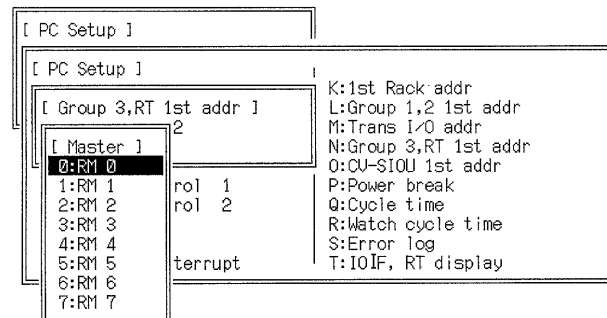 [ PC Setup ]
[ PC Setup ]
[ Group 3,RT 1st addr ]
2
[ Master ]
0:RM 0
1:RM 1
2:RM 2
3:RM 3
4:RM 4
5:RM 5
6:RM 6
7:RM 7
rol 1
rol 2
terrupt
K:1st Rack addr
L:Group 1,2 1st addr
M:Trans I/O addr
N:Group 3,RT 1st addr
O:CV-SIOU 1st addr
P:Power break
Q:Cycle time
R:Watch cycle time
S:Error log
T:IOIF, RT display